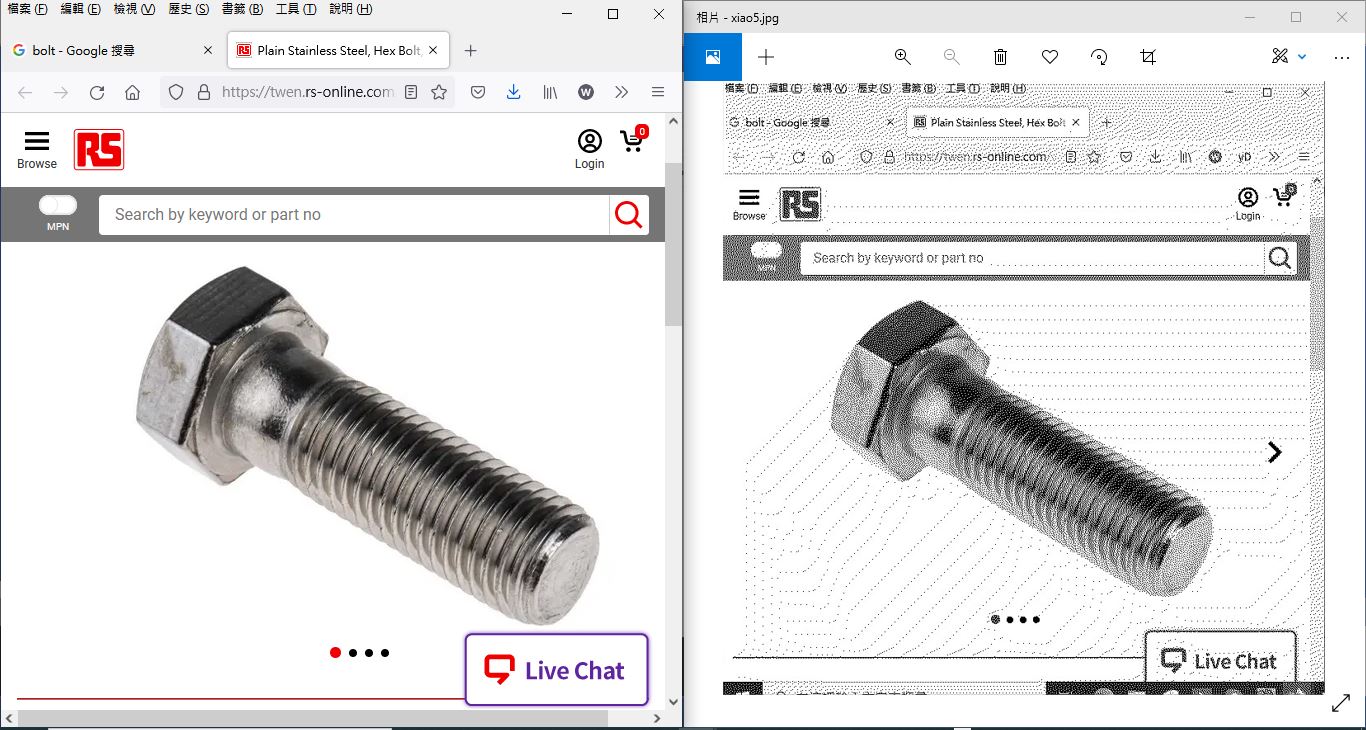 檔案 (F) 編輯 (E) 檢視 (V) 歷史 (S) 書籤 (B) 工具 (T) 說明 (H)
bolt - Google 搜尋
RS Plain Stainless Steel, Hex Bolt,
https://twen.rs-online.com
W
Browse
RS
Login
0
MPN
Search by keyword or part no
Live Chat
相片 - xiao5.jpg
檔案 (F) 編輯 (E) 檢視 (V) 歷史 (S) 書籤 (B) 工具 (T) 說明 (H)
bolt - Google 搜尋
RS Plain Stainless Steel, Hex Bolt
https://twen.rs-online.com
W yD
Browse
RS
Login
0
MPN
Search by keyword or part no
Live Chat